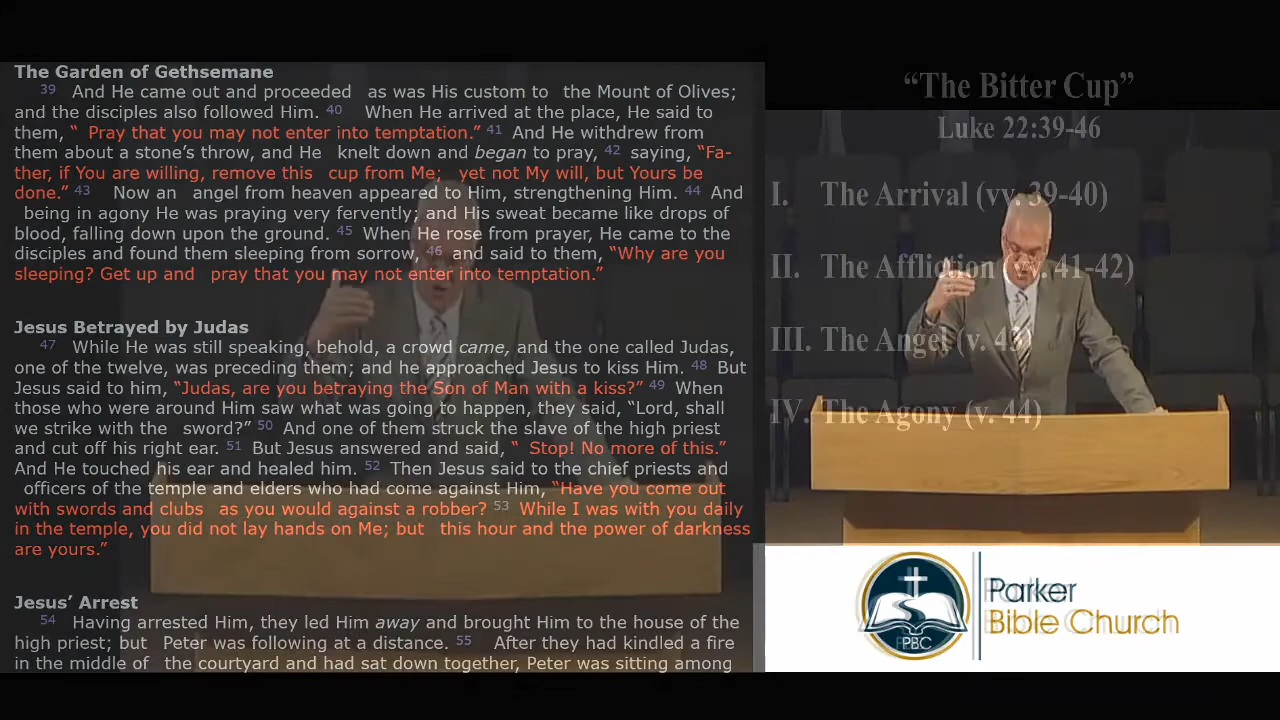 The Garden of Gethsemane
39 And He came out and proceeded as was His custom to the Mount of Olives;
and the disciples also followed Him. 40 When He arrived at the place, He said to
them, “ Pray that you may not enter into temptation.” 41 And He withdrew from
them about a stone’s throw, and He knelt down and began to pray, 42 saying, “Fa-
ther, if You are willing, remove this cup from Me; yet not My will, but Yours be
done.” 43 Now an angel from heaven appeared to Him, strengthening Him. 44 And
being in agony He was praying very fervently; and His sweat became like drops of
blood, falling down upon the ground. 45 When He rose from prayer, He came to the
disciples and found them sleeping from sorrow, 46 and said to them, “Why are you
sleeping? Get up and pray that you may not enter into temptation.”
Jesus Betrayed by Judas
47 While He was still speaking, behold, a crowd came, and the one called Judas,
one of the twelve, was preceding them; and he approached Jesus to kiss Him. 48 But
Jesus said to him, “Judas, are you betraying the Son of Man with a kiss?” 49 When
those who were around Him saw what was going to happen, they said, “Lord, shall
we strike with the sword?” 50 And one of them struck the slave of the high priest
and cut off his right ear. 51 But Jesus answered and said, “ Stop! No more of this.”
And He touched his ear and healed him. 52 Then Jesus said to the chief priests and
officers of the temple and elders who had come against Him, “Have you come out
with swords and clubs as you would against a robber? 53 While I was with you daily
in the temple, you did not lay hands on Me; but this hour and the power of darkness
are yours.”
Jesus’ Arrest
54 Having arrested Him, they led Him away and brought Him to the house of the
high priest; but Peter was following at a distance. 55 After they had kindled a fire
in the middle of the courtyard and had sat down together, Peter was sitting among
“The Bitter Cup”
Luke 22:39-46
I. The Arrival (vv. 39-40)
II. The Affliction (vv. 41-42)
III. The Angel (v. 43)
IV. The Agony (v. 44)
PBC
Parker
Bible Church